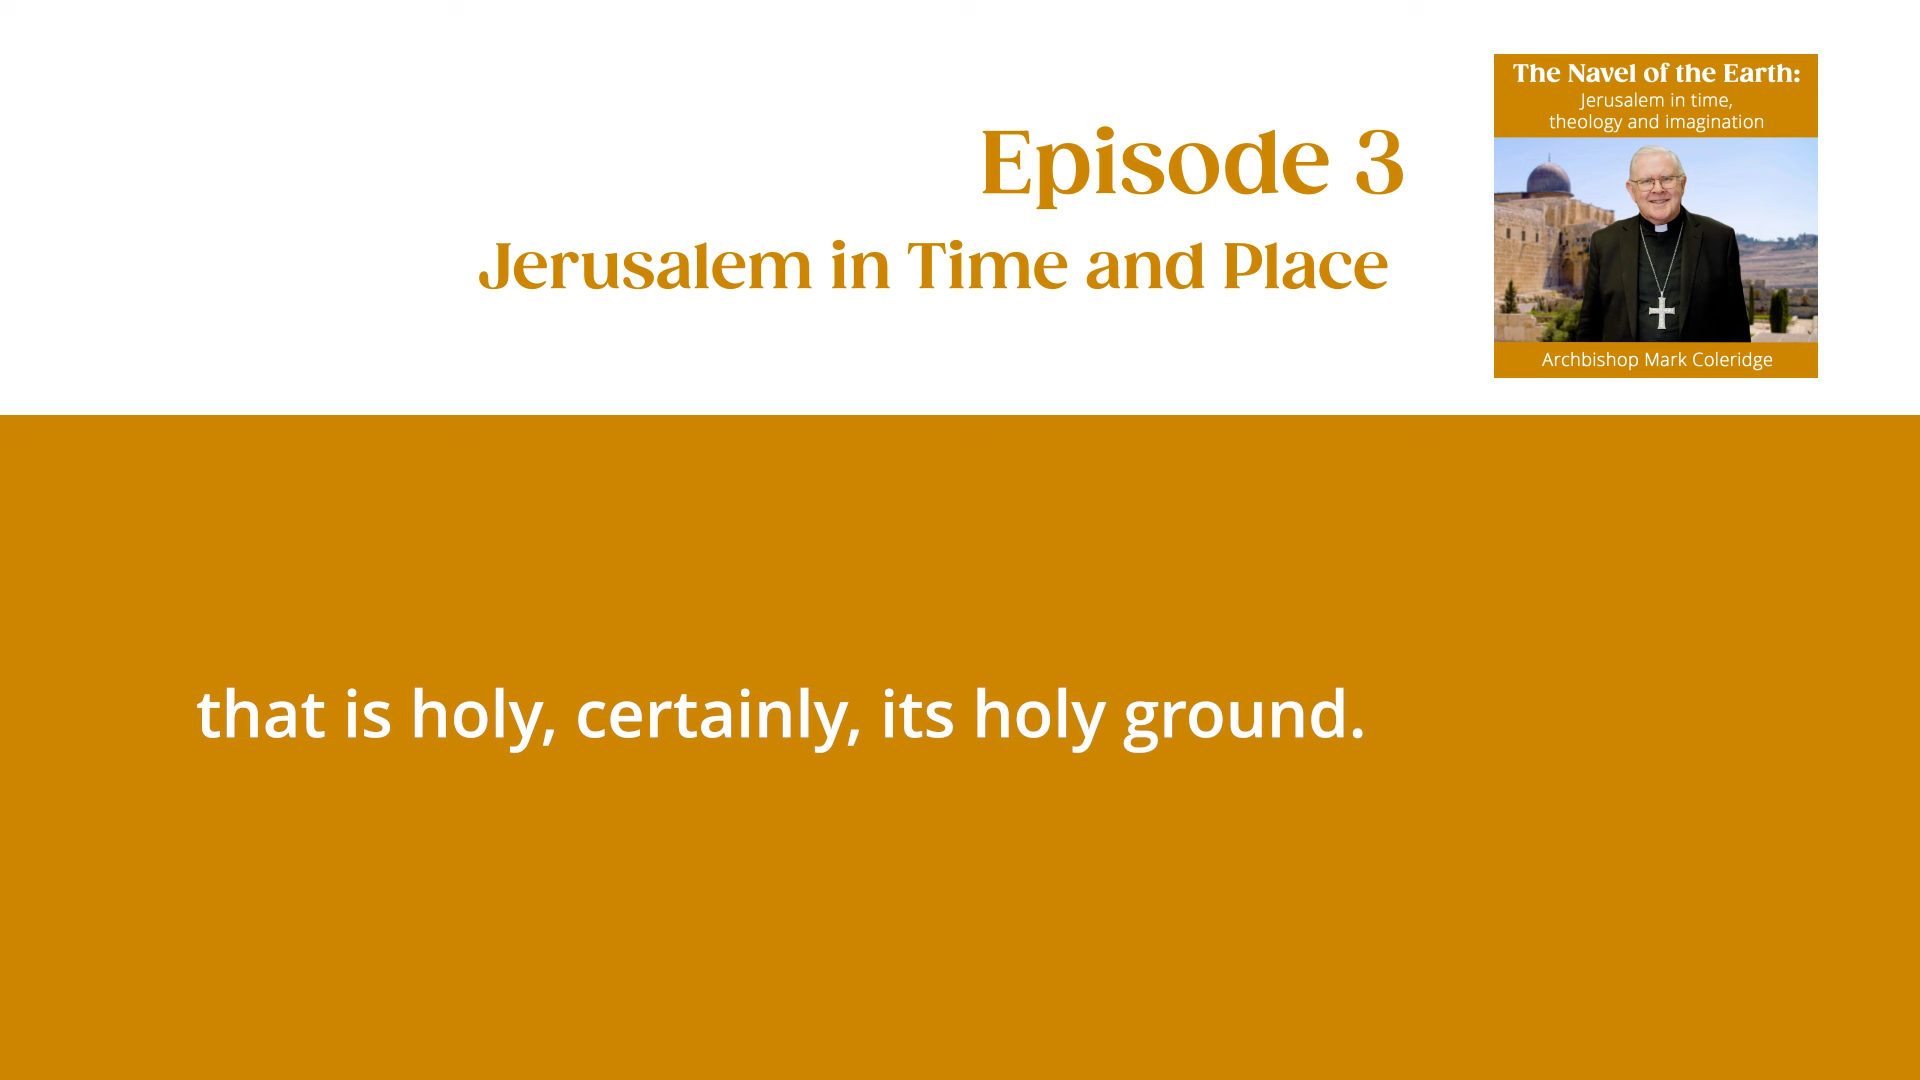 Episode 3
Jerusalem in Time and Place
The Navel of the Earth:
Jerusalem in time,
theology and imagination
Archbishop Mark Coleridge
that is holy, certainly, its holy ground.